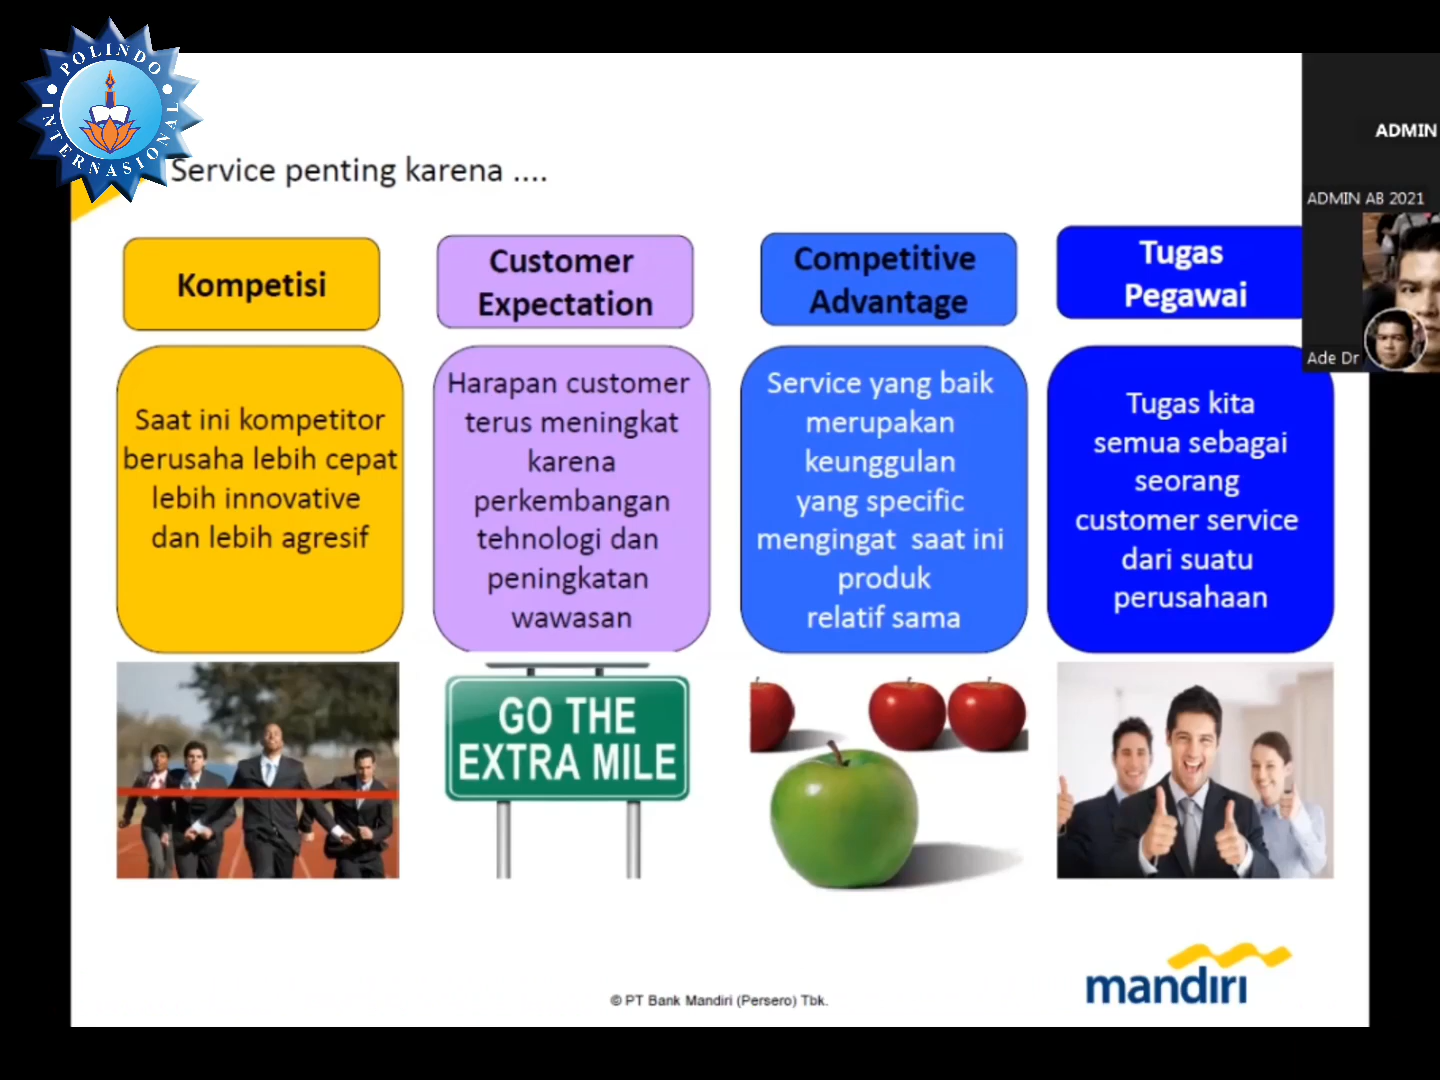 POLINDO
INTERNASIONAL
Service penting karena ....
ADMIN
ADMIN AB 2021
Ade Dr
Kompetisi
Saat ini kompetitor
berusaha lebih cepat
lebih innovative
dan lebih agresif
Customer
Expectation
Harapan customer
terus meningkat
karena
perkembangan
tehnologi dan
peningkatan
wawasan
Competitive
Advantage
Service yang baik
merupakan
keunggulan
yang specific
mengingat saat ini
produk
relatif sama
Tugas
Pegawai
Tugas kita
semua sebagai
seorang
customer service
dari suatu
perusahaan
GO THE
EXTRA MILE
mandiri
© PT Bank Mandiri (Persero) Tbk.